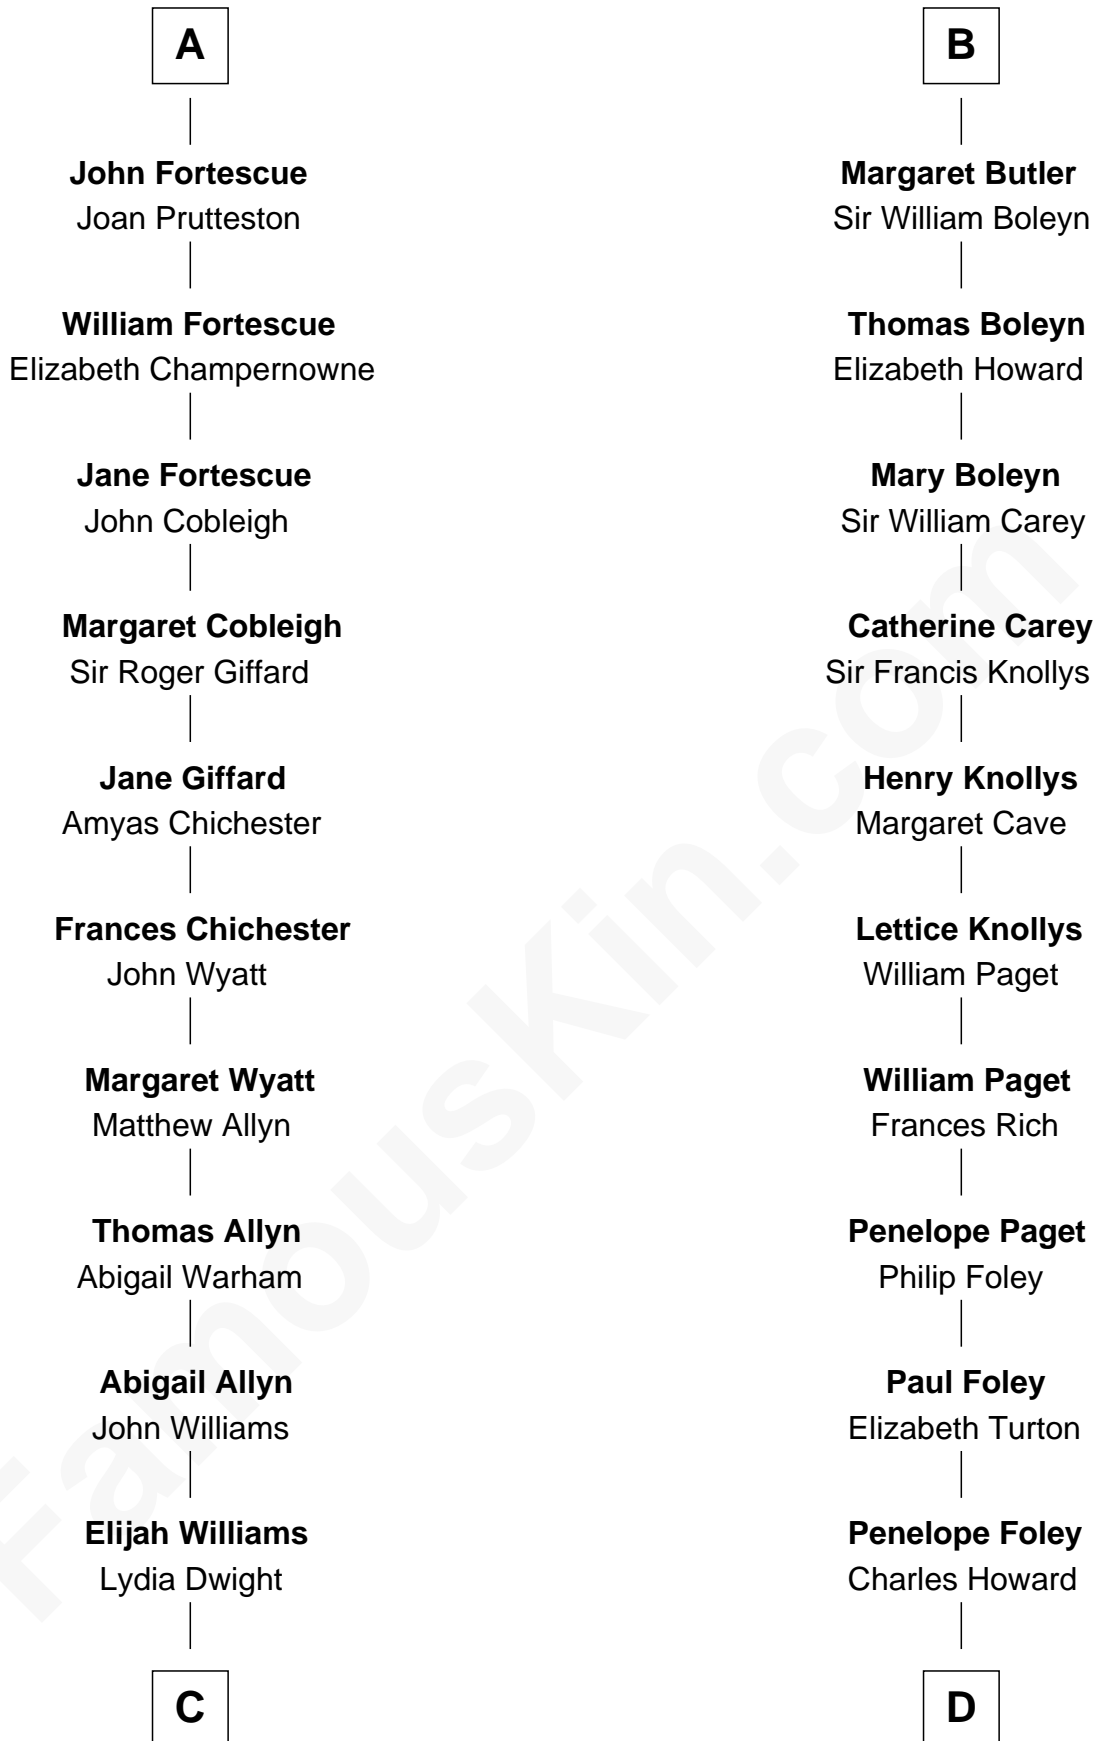 A
John Fortescue
Joan Prutteston
William Fortescue
Elizabeth Champernowne
Jane Fortescue
John Cobleigh
Margaret Cobleigh
Sir Roger Giffard
Jane Giffard
Amyas Chichester
Frances Chichester
John Wyatt
Margaret Wyatt
Matthew Allyn
Thomas Allyn
Abigail Warham
Abigail Allyn
John Williams
Elijah Williams
Lydia Dwight
C
B
Margaret Butler
Sir William Boleyn
Thomas Boleyn
Elizabeth Howard
Mary Boleyn
Sir William Carey
Catherine Carey
Sir Francis Knollys
Henry Knollys
Margaret Cave
Lettice Knollys
William Paget
William Paget
Frances Rich
Penelope Paget
Philip Foley
Paul Foley
Elizabeth Turton
Penelope Foley
Charles Howard
D
FamousKin.com